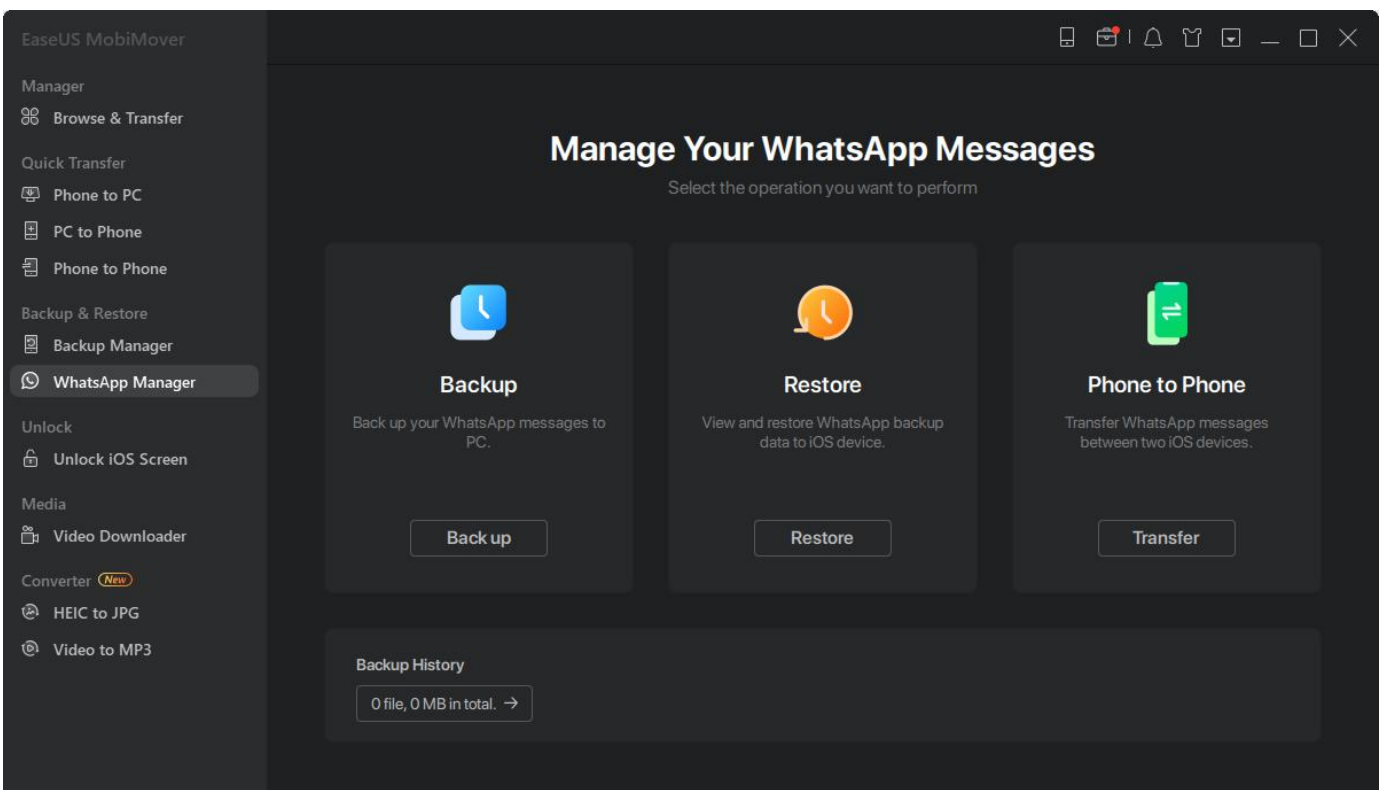 EaseUS MobiMover
Manager
Browse & Transfer
Quick Transfer
Phone to PC
PC to Phone
Phone to Phone
Backup & Restore
Backup Manager
WhatsApp Manager
Unlock
Unlock iOS Screen
Media
Video Downloader
Converter New
HEIC to JPG
Video to MP3
Manage Your WhatsApp Messages
Select the operation you want to perform
Backup
Back up your WhatsApp messages to
PC.
Back up
Restore
View and restore WhatsApp backup
data to iOS device.
Restore
Phone to Phone
Transfer WhatsApp messages
between two iOS devices.
Transfer
Backup History
0 file, 0 MB in total. →